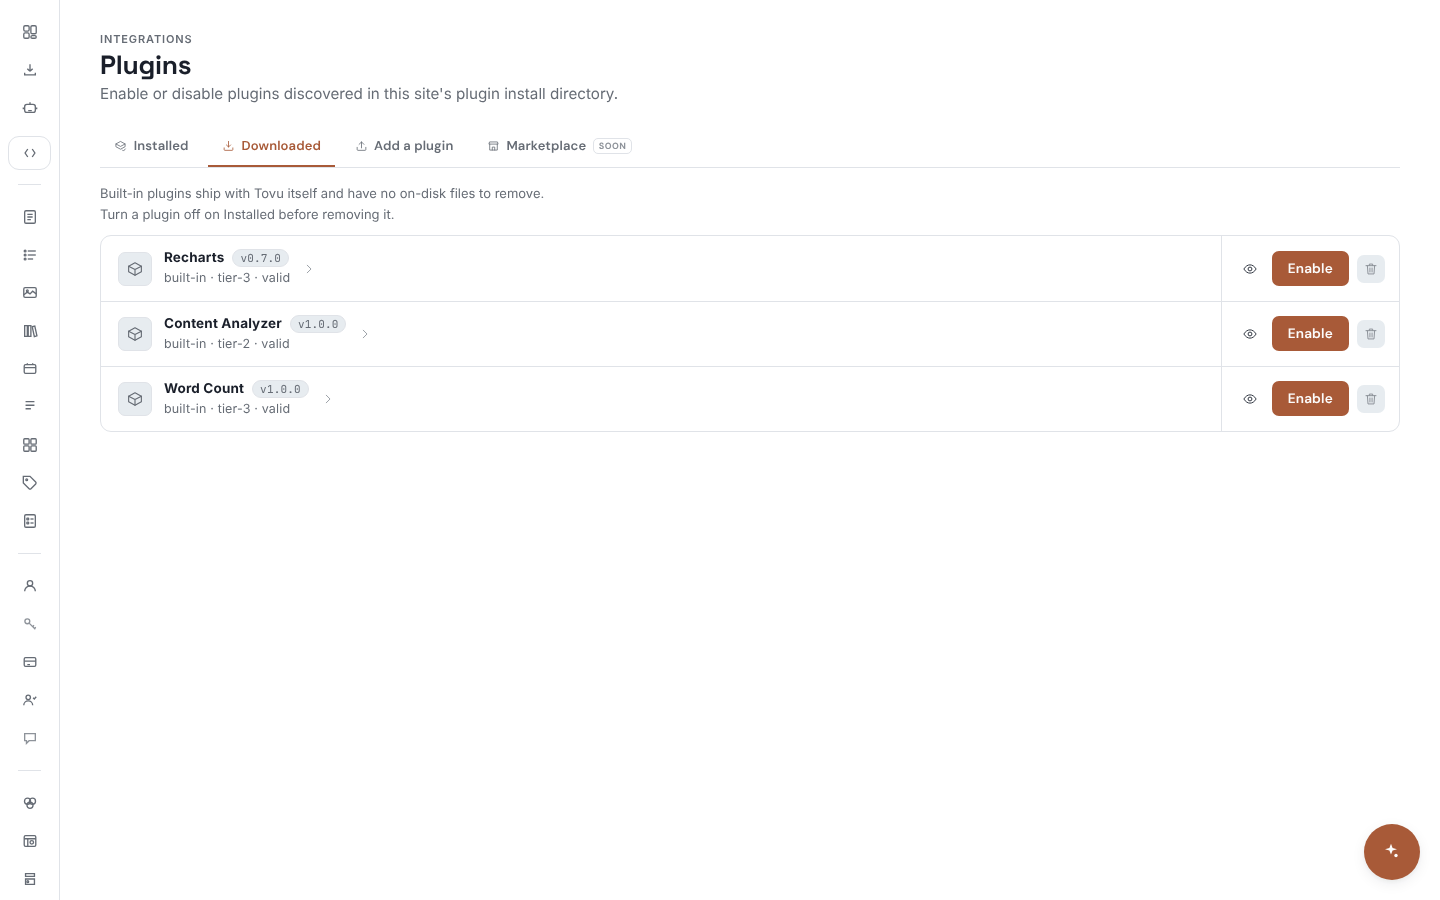 INTEGRATIONS
Plugins
Enable or disable plugins discovered in this site's plugin install directory.
Installed
Downloaded
Add a plugin
Marketplace SOON
Built-in plugins ship with Tovu itself and have no on-disk files to remove.
Turn a plugin off on Installed before removing it.
Recharts v0.7.0
built-in · tier-3 · valid
Enable
Content Analyzer v1.0.0
built-in · tier-2 · valid
Enable
Word Count v1.0.0
built-in · tier-3 · valid
Enable